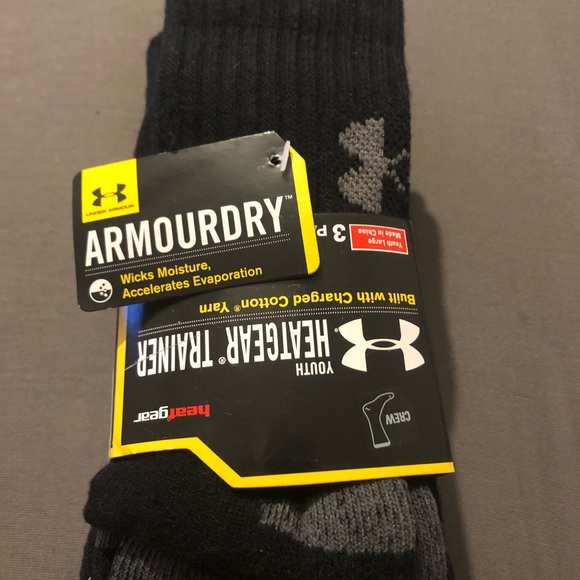 UNDER ARMOUR
ARMOURDRY™
Wicks Moisture,
Accelerates Evaporation
Youth Large
Made in China
3 P
Built with Charged Cotton® Yarn
YOUTH
HEATGEAR® TRAINER
heatgear
CREW